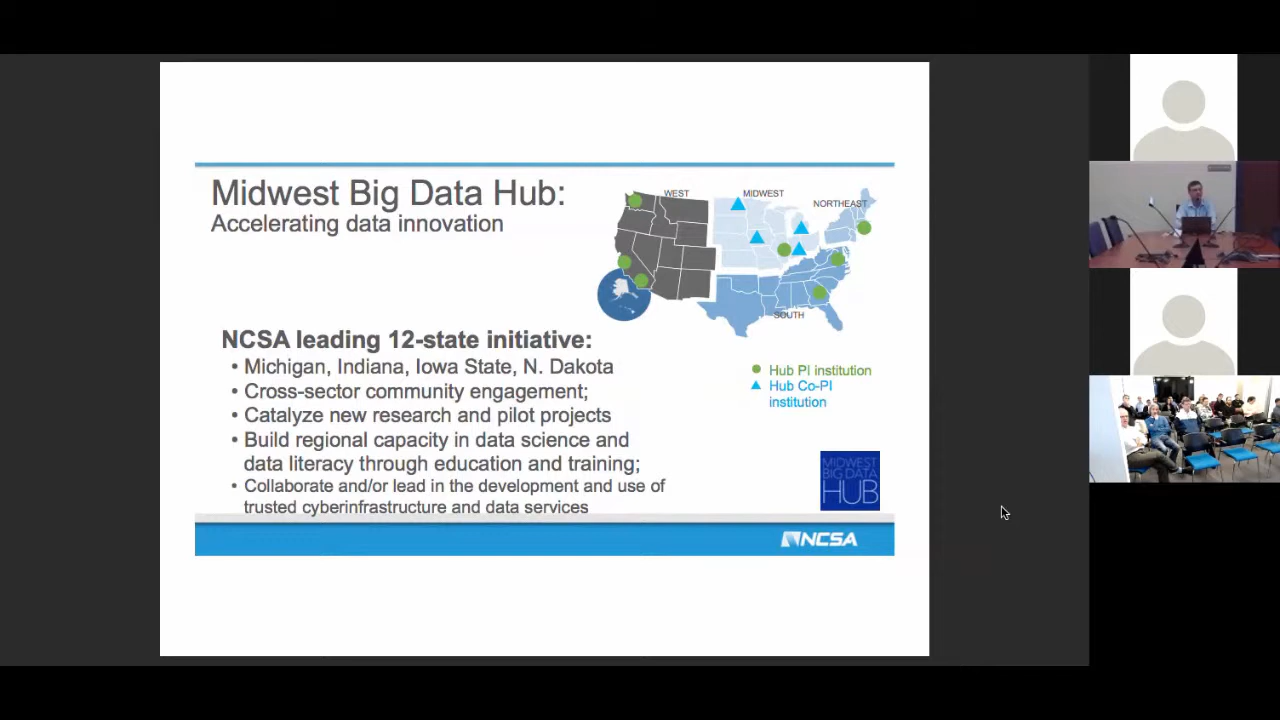 Midwest Big Data Hub:
Accelerating data innovation
WEST
MIDWEST
NORTHEAST
SOUTH
NCSA leading 12-state initiative:
• Michigan, Indiana, Iowa State, N. Dakota
• Cross-sector community engagement;
• Catalyze new research and pilot projects
• Build regional capacity in data science and
data literacy through education and training;
• Collaborate and/or lead in the development and use of
trusted cyberinfrastructure and data services
Hub PI institution
Hub Co-PI
institution
MIDWEST
BIG DATA
HUB
NCSA